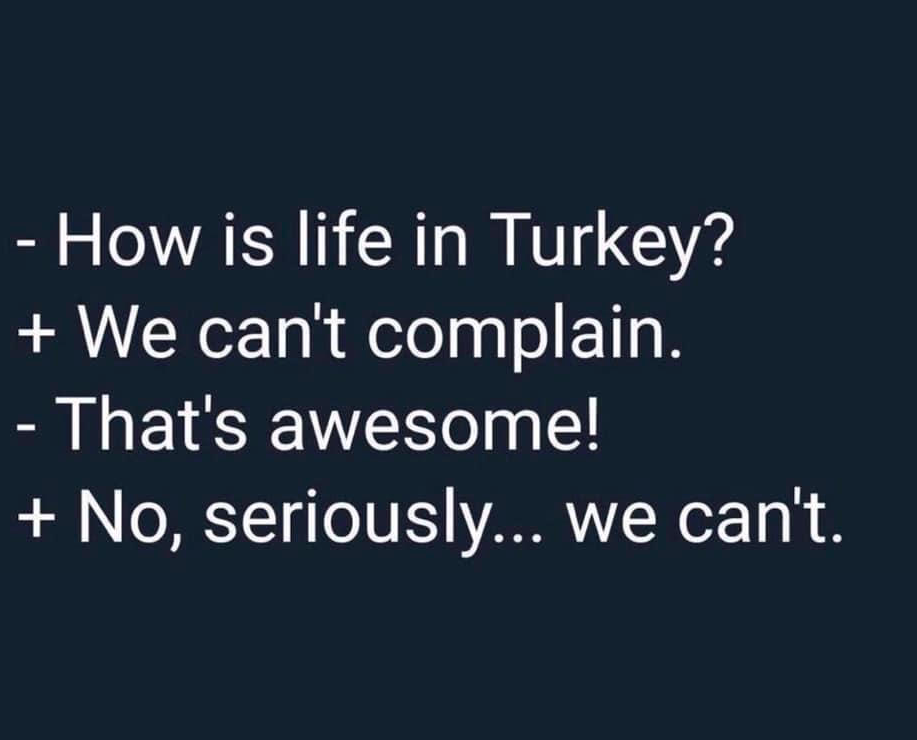 - How is life in Turkey?
+ We can't complain.
- That's awesome!
+ No, seriously... we can't.